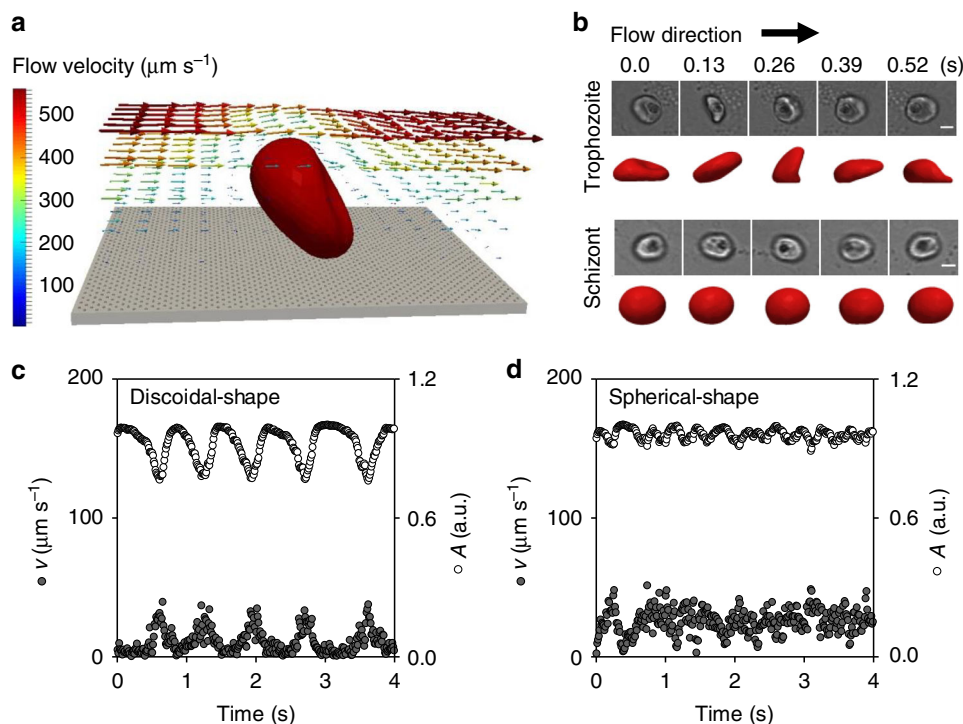 a
Flow velocity (μm s⁻¹)
500
400
300
200
100
0
b
Flow direction
0.0 0.13 0.26 0.39 0.52 (s)
Trophozoite
Schizont
c
200
100
0
v (μm s⁻¹)
Discoidal-shape
1.2
0.6
0.0
A (a.u.)
0 1 2 3 4
Time (s)
d
200
100
0
v (μm s⁻¹)
Spherical-shape
1.2
0.6
0.0
A (a.u.)
0 1 2 3 4
Time (s)